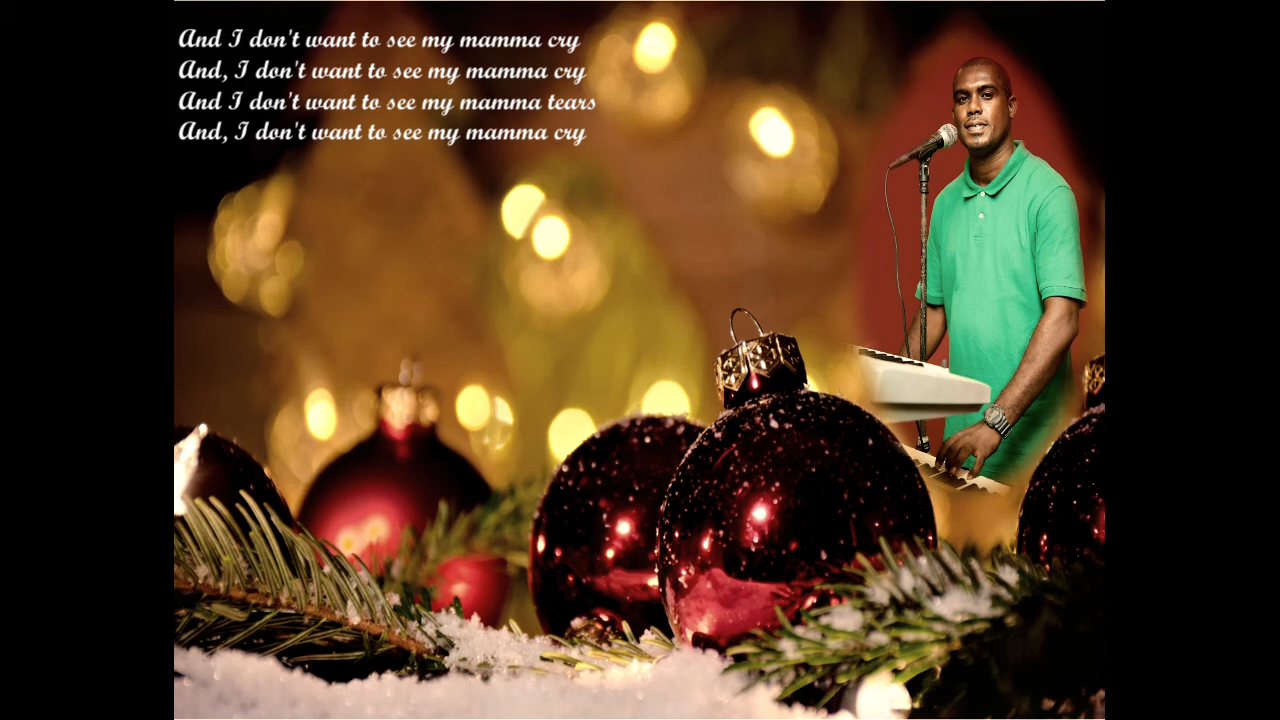 And I don't want to see my mamma cry
And, I don't want to see my mamma cry
And I don't want to see my mamma tears
And, I don't want to see my mamma cry